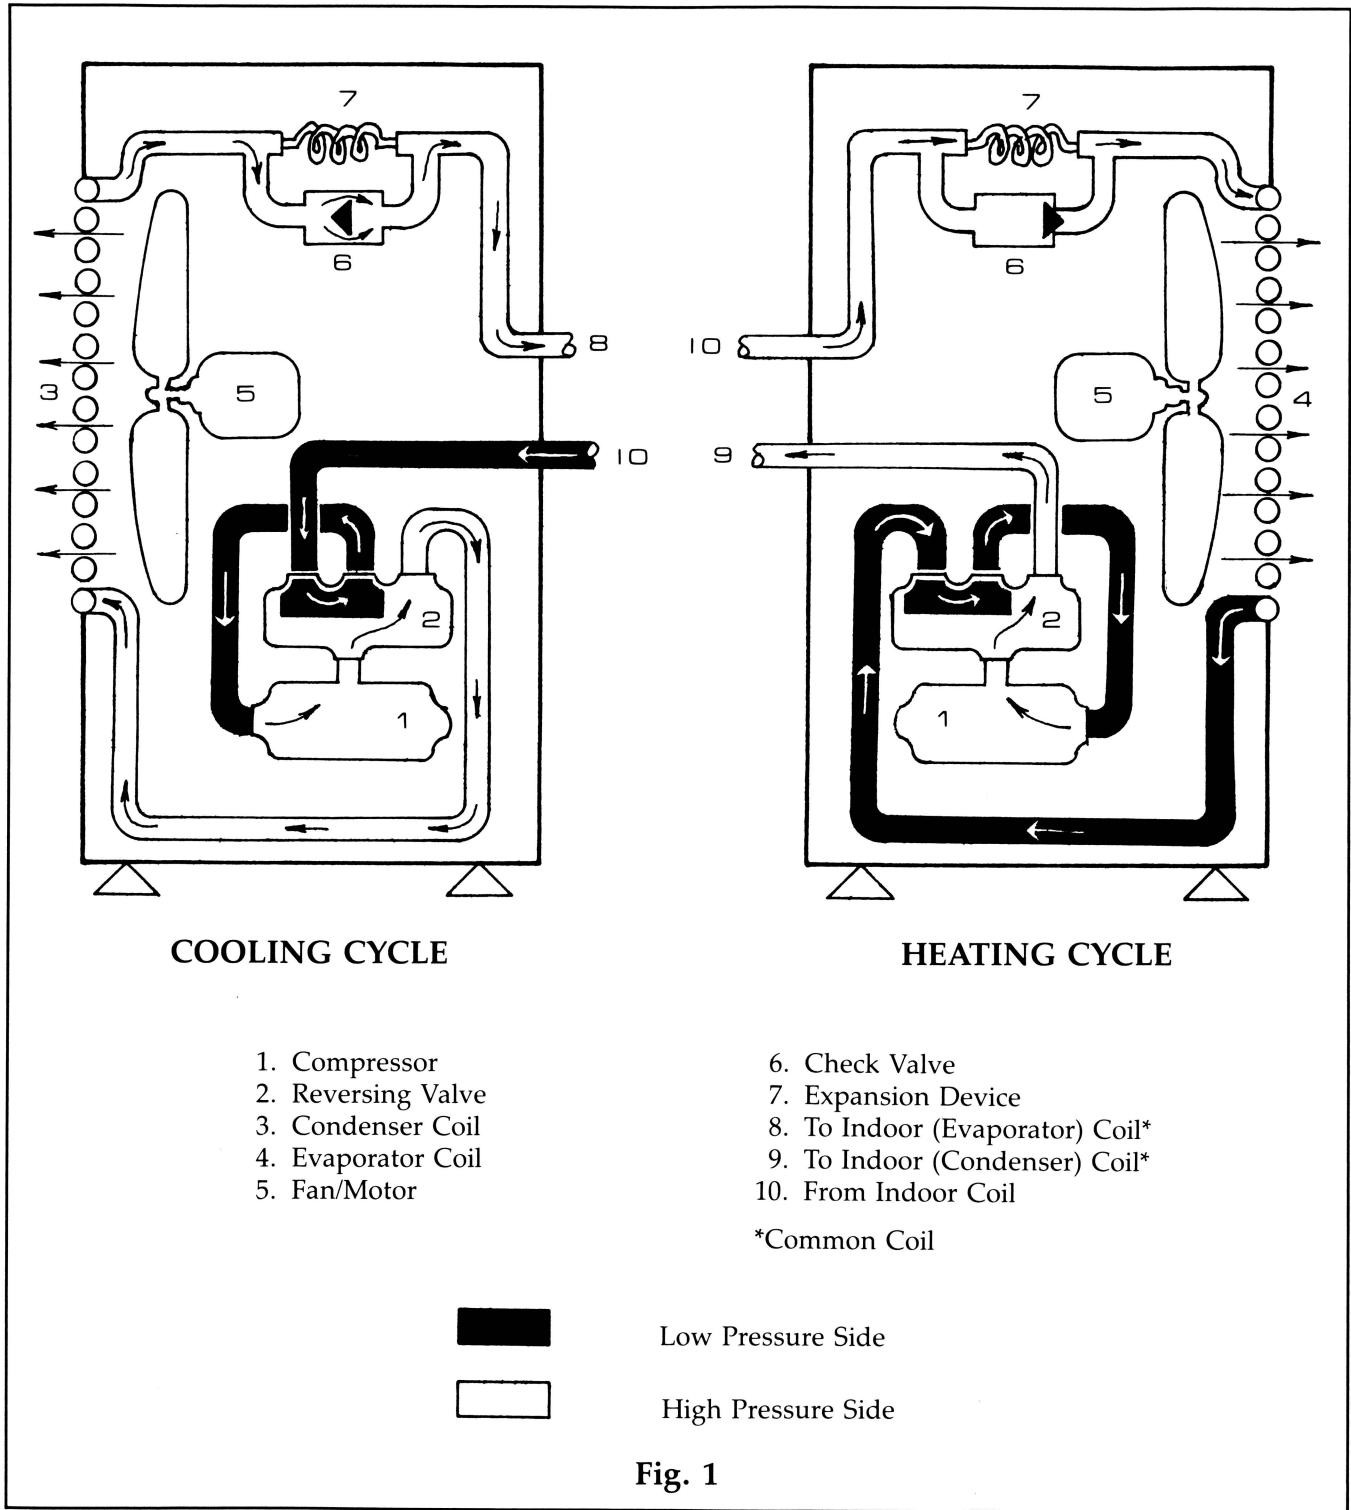 7
6
3
5
8
10
2
1
7
6
10
5
4
9
2
1
COOLING CYCLE
HEATING CYCLE
1. Compressor
2. Reversing Valve
3. Condenser Coil
4. Evaporator Coil
5. Fan/Motor
6. Check Valve
7. Expansion Device
8. To Indoor (Evaporator) Coil*
9. To Indoor (Condenser) Coil*
10. From Indoor Coil
*Common Coil
Low Pressure Side
High Pressure Side
Fig. 1